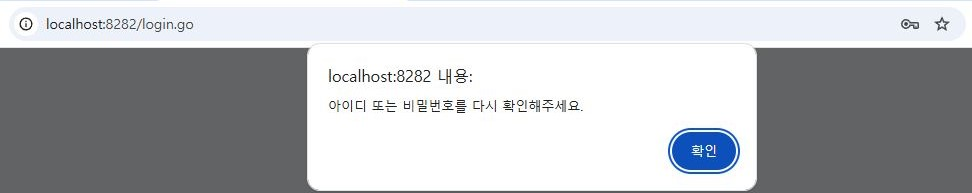 localhost:8282/login.go
localhost:8282 내용:
아이디 또는 비밀번호를 다시 확인해주세요.
확인